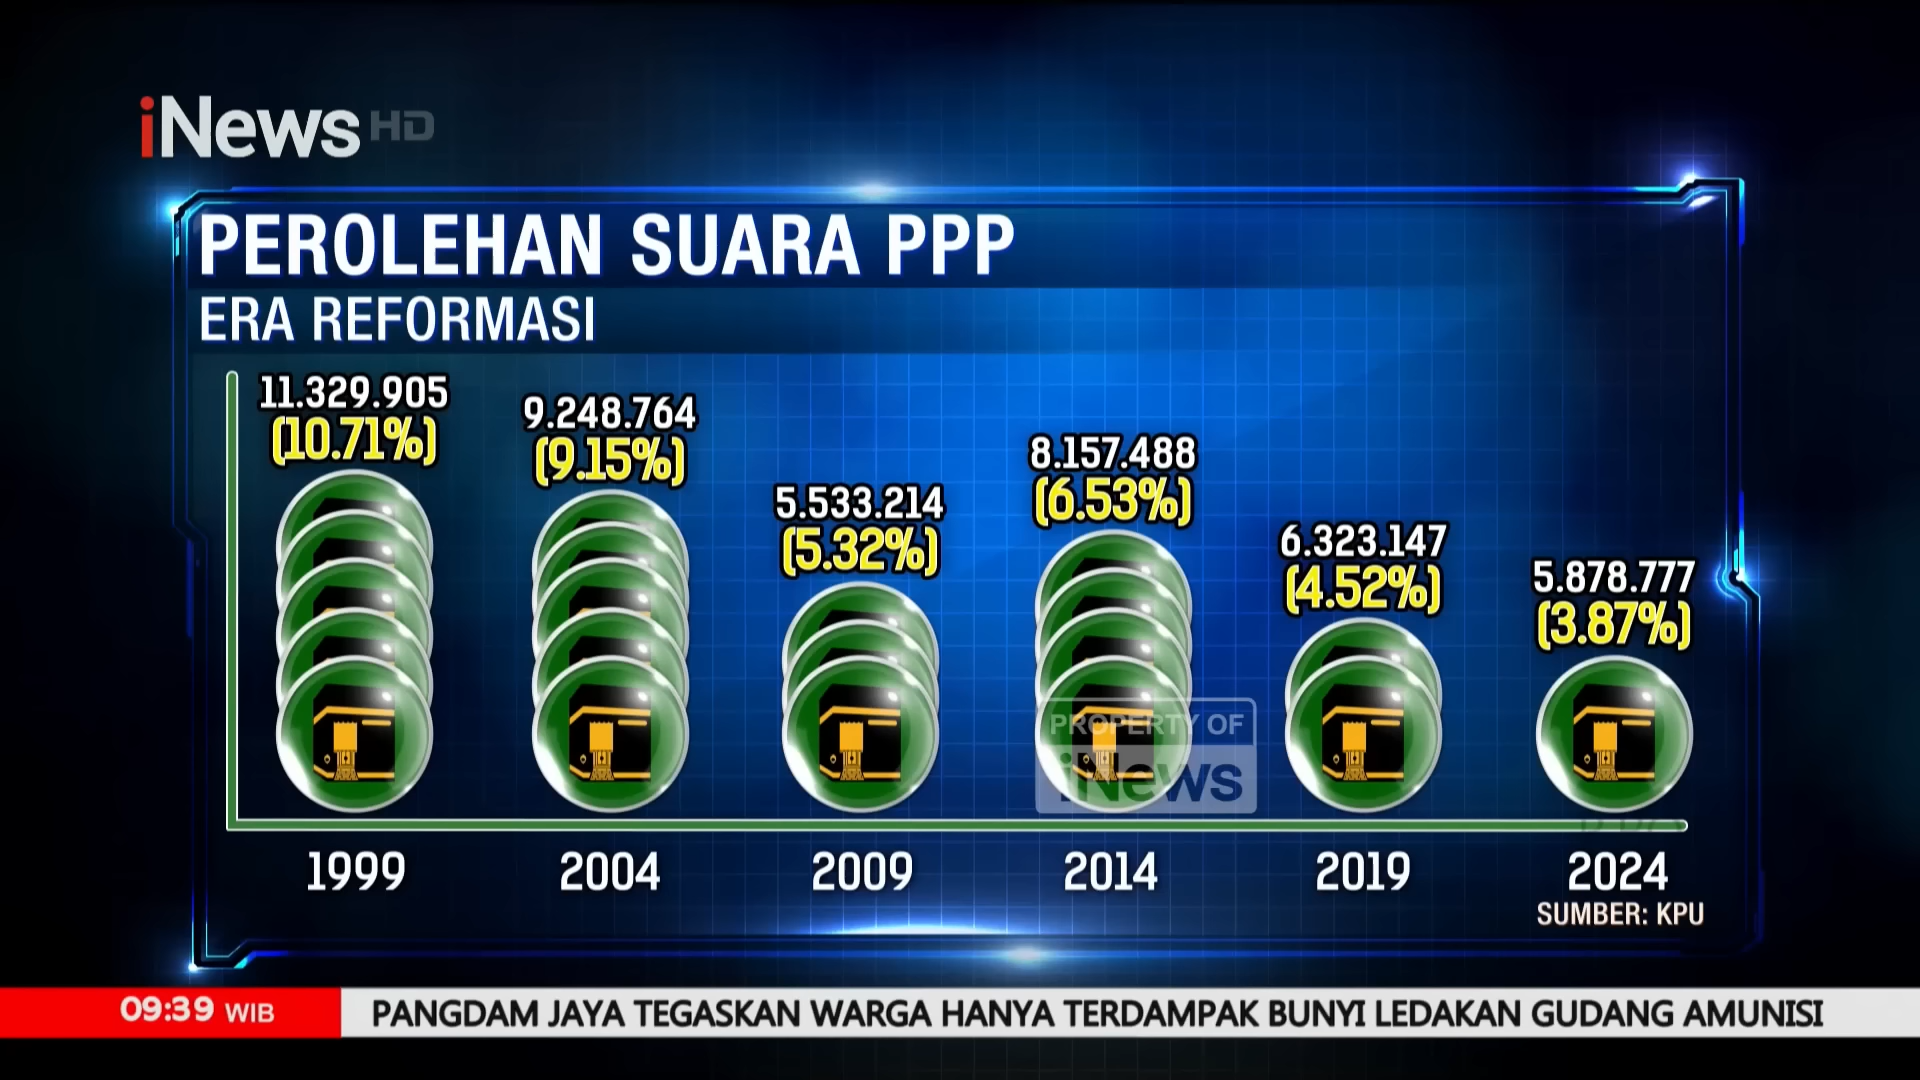 iNews HD
PEROLEHAN SUARA PPP
ERA REFORMASI
11.329.905
(10.71%)
9.248.764
(9.15%)
5.533.214
(5.32%)
8.157.488
(6.53%)
6.323.147
(4.52%)
5.878.777
(3.87%)
PROPERTY OF
iNews
1999 2004 2009 2014 2019 2024
SUMBER: KPU
09:39 WIB PANGDAM JAYA TEGASKAN WARGA HANYA TERDAMPAK BUNYI LEDAKAN GUDANG AMUNISI